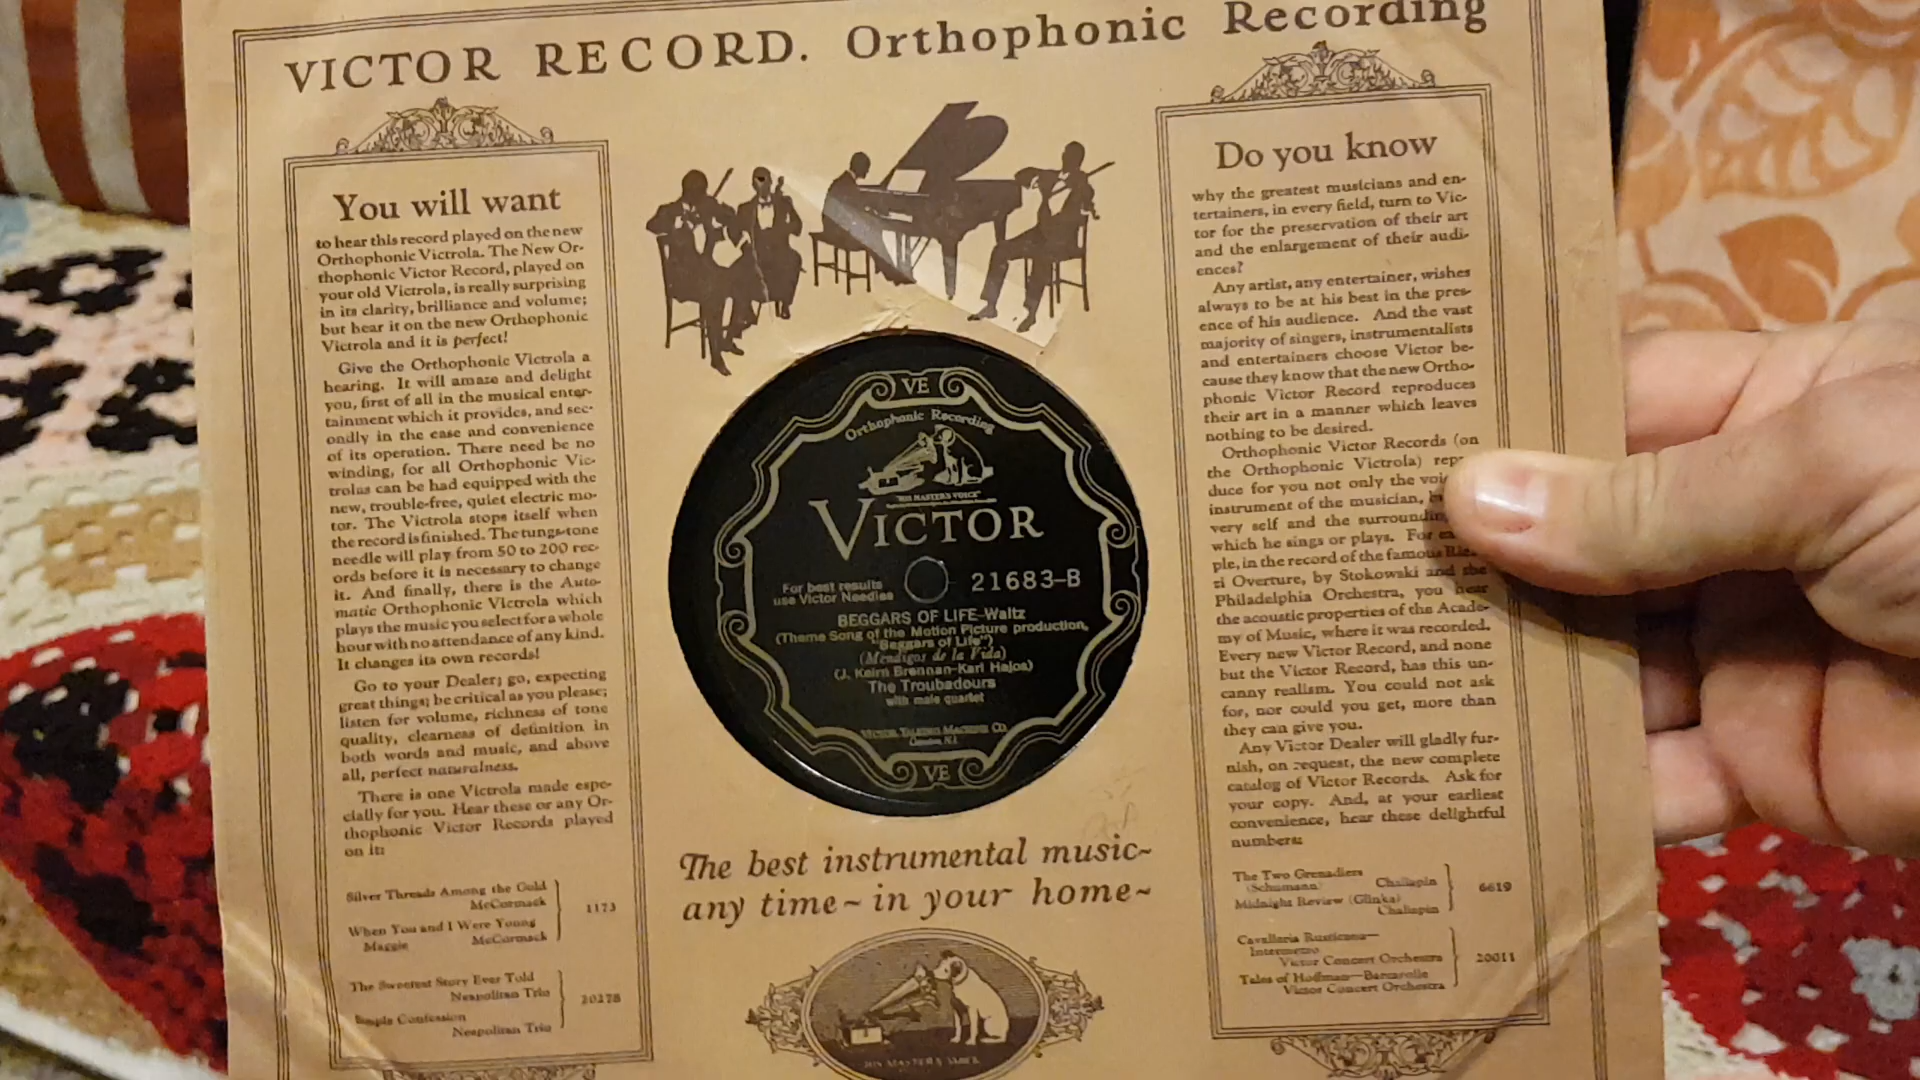 VICTOR RECORD. Orthophonic Recording
You will want
to hear this record played on the new
Orthophonic Victrola. The New Or-
thophonic Victor Record, played on
your old Victrola, is really surprising
in its clarity, brilliance and volume;
but hear it on the new Orthophonic
Victrola and it is perfect!
Give the Orthophonic Victrola a
hearing. It will amaze and delight
you, first of all in the musical enter-
tainment which it provides, and sec-
ondly in the ease and convenience
of its operation. There need be no
winding, for all Orthophonic Vic-
trolas can be had equipped with the
new, trouble-free, quiet electric mo-
tor. The Victrola stops itself when
the record is finished. The tungs-tone
needle will play from 50 to 200 rec-
ords before it is necessary to change
it. And finally, there is the Auto-
matic Orthophonic Victrola which
plays the music you select for a whole
hour with no attendance of any kind.
It changes its own records!
Go to your Dealer; go, expecting
great things; be critical as you please;
listen for volume, richness of tone
quality, clearness of definition in
both words and music, and above
all, perfect naturalness.
There is one Victrola made espe-
cially for you. Hear these or any Or-
thophonic Victor Records played
on it:
Silver Threads Among the Gold
McCormack
When You and I Were Young
Maggie McCormack
1173
The Sweetest Story Ever Told
Neapolitan Trio
Simple Confession
Neapolitan Trio
20278
VE
Orthophonic Recording
"HIS MASTER'S VOICE"
VICTOR
For best results
use Victor Needles
21683-B
BEGGARS OF LIFE-Waltz
(Theme Song of the Motion Picture production,
"Beggars of Life")
(Mendigos de la Vida)
(J. Keirn Brennan-Karl Hajos)
The Troubadours
with male quartet
VICTOR TALKING MACHINE CO.
Camden, N.J.
VE
The best instrumental music~
any time~ in your home~
HIS MASTER'S VOICE
Do you know
why the greatest musicians and en-
tertainers, in every field, turn to Vic-
tor for the preservation of their art
and the enlargement of their audi-
ences?
Any artist, any entertainer, wishes
always to be at his best in the pres-
ence of his audience. And the vast
majority of singers, instrumentalists
and entertainers choose Victor be-
cause they know that the new Ortho-
phonic Victor Record reproduces
their art in a manner which leaves
nothing to be desired.
Orthophonic Victor Records (on
the Orthophonic Victrola) rep
duce for you not only the voi
instrument of the musician,
very self and the surroundin
which he sings or plays. For ex
ple, in the record of the famous Rie
zi Overture, by Stokowski and the
Philadelphia Orchestra, you hear
the acoustic properties of the Acade-
my of Music, where it was recorded.
Every new Victor Record, and none
but the Victor Record, has this un-
canny realism. You could not ask
for, nor could you get, more than
they can give you.
Any Victor Dealer will gladly fur-
nish, on request, the new complete
catalog of Victor Records. Ask for
your copy. And, at your earliest
convenience, hear these delightful
numbers:
The Two Grenadiers
(Schumann) Chaliapin
Midnight Review (Glinka)
Chaliapin
6619
Cavalleria Rusticana—
Intermezzo
Victor Concert Orchestra
Tales of Hoffman—Barcarolle
Victor Concert Orchestra
20011